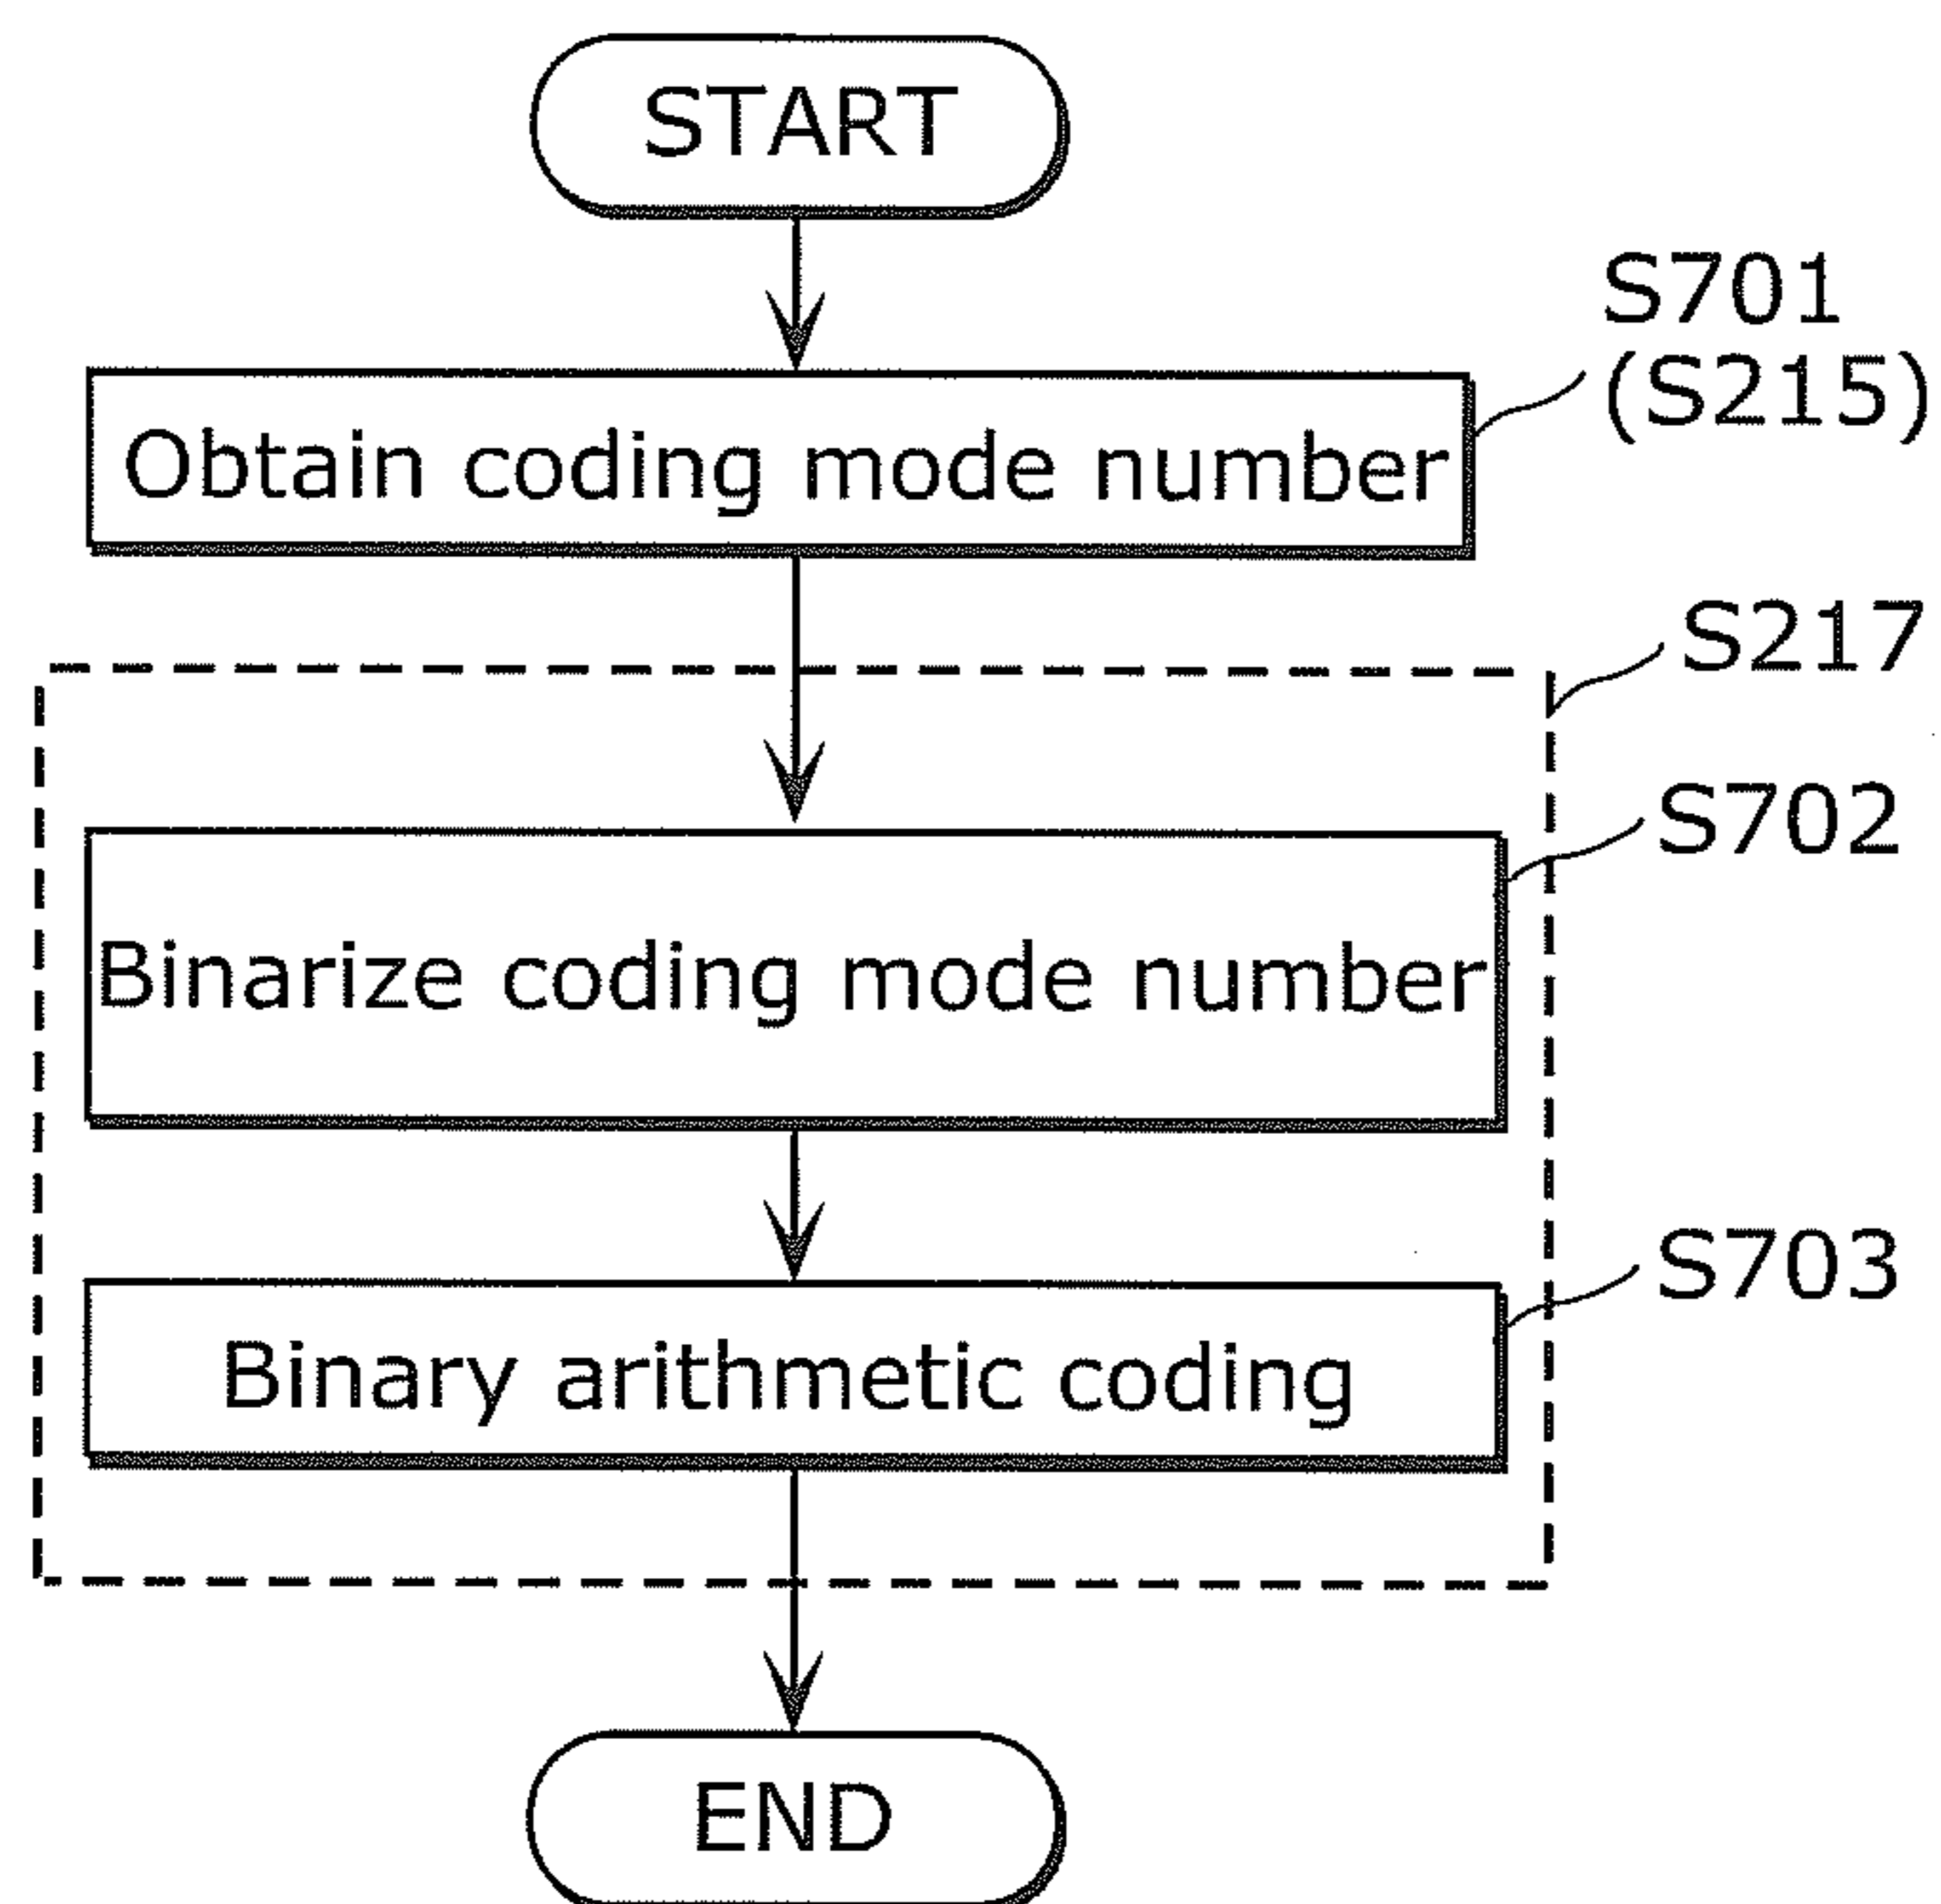 START
S701
(S215)
Obtain coding mode number
S217
S702
Binarize coding mode number
S703
Binary arithmetic coding
END